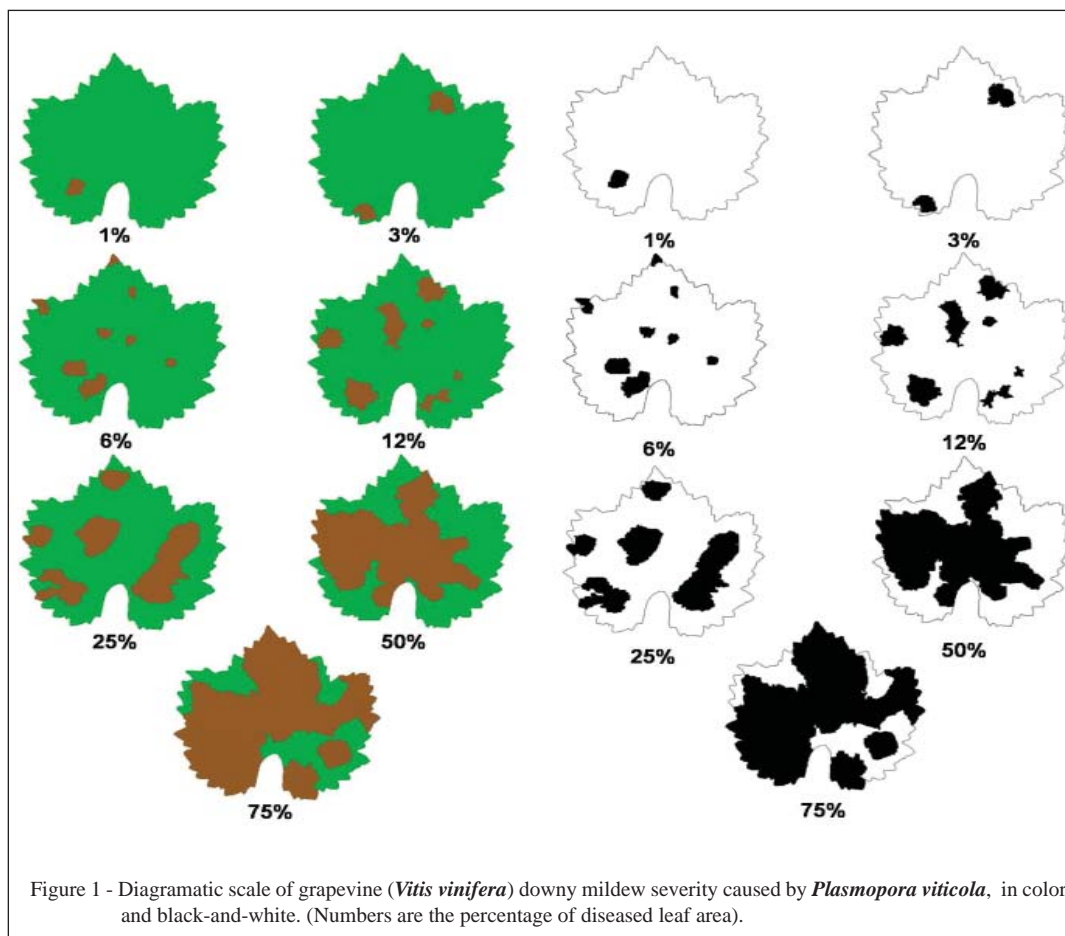 1% 3% 1% 3%
6% 12% 6% 12%
25% 50% 25% 50%
75% 75%
Figure 1 - Diagramatic scale of grapevine (Vitis vinifera) downy mildew severity caused by Plasmopora viticola, in color
and black-and-white. (Numbers are the percentage of diseased leaf area).